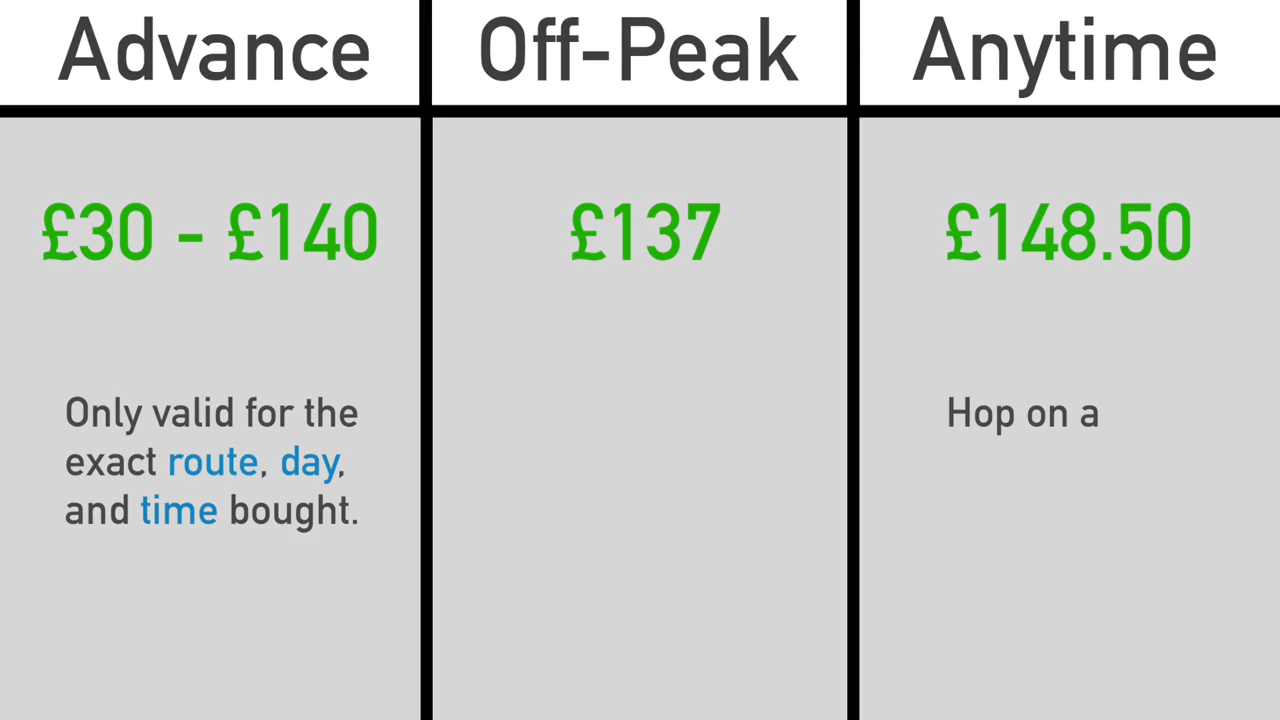 Advance
Off-Peak
Anytime
£30 - £140
£137
£148.50
Only valid for the
exact route, day,
and time bought.
Hop on a